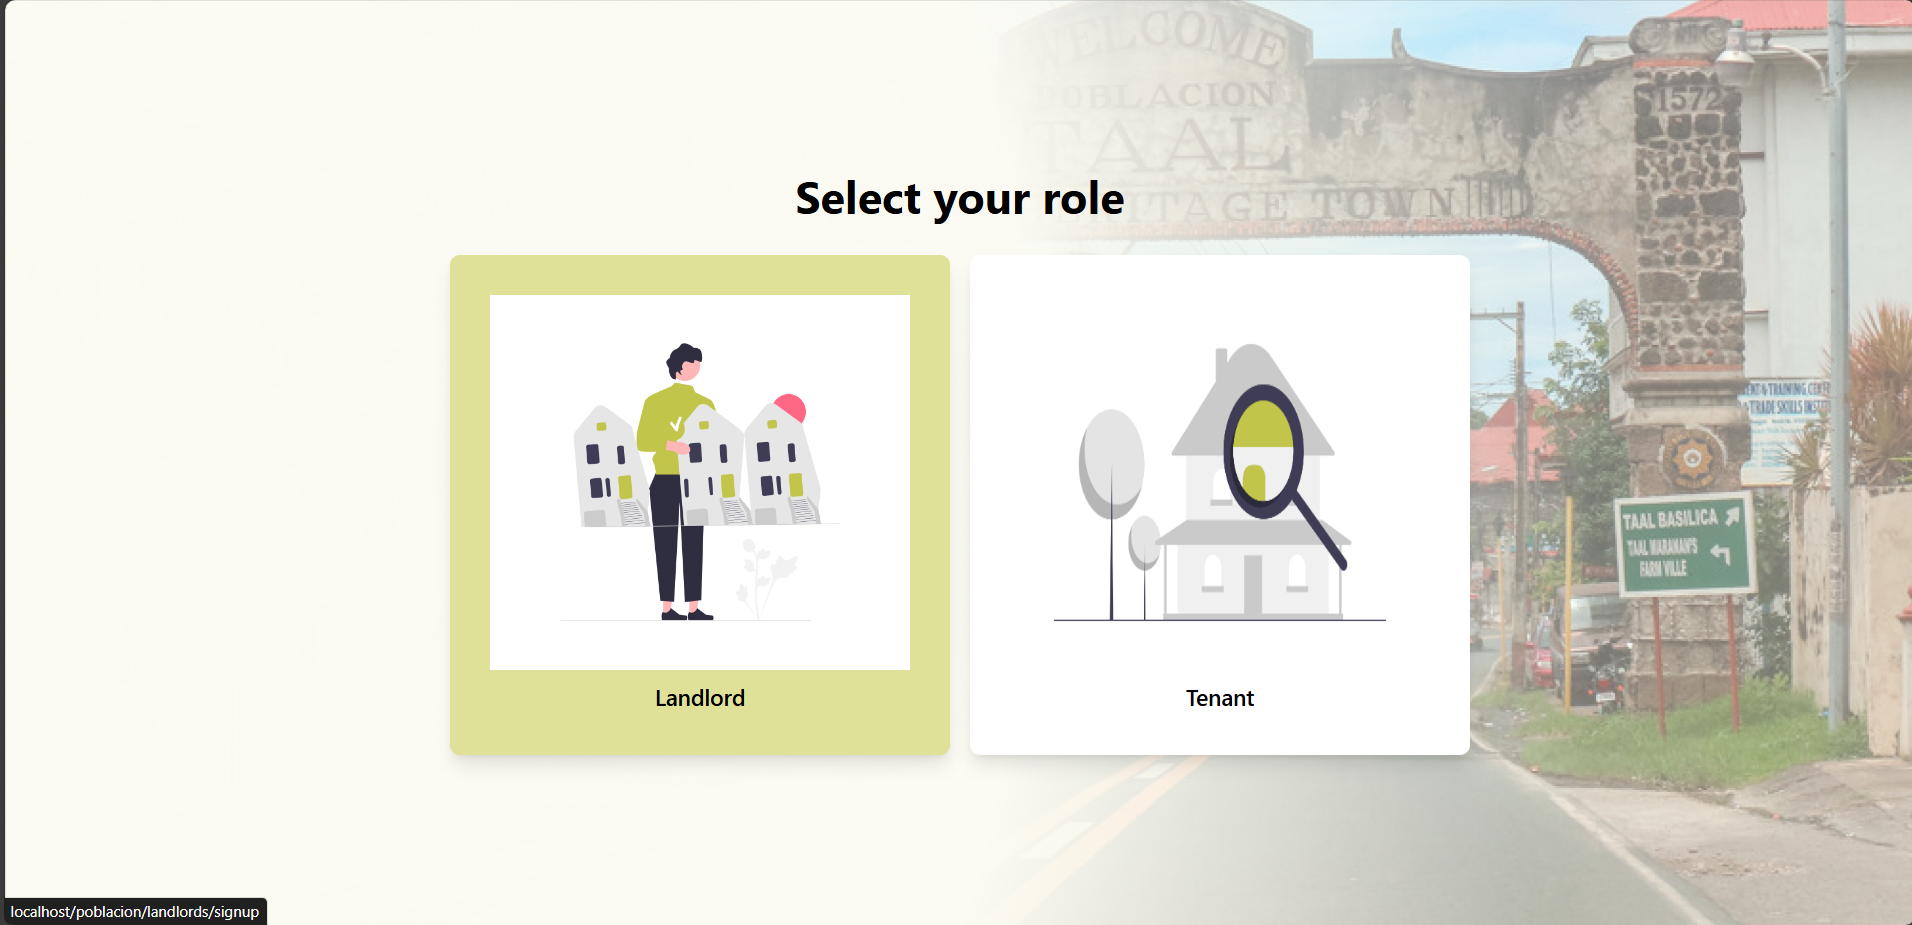 WELCOME
POBLACION
TAAL
HERITAGE TOWN
1572
Select your role
TAAL BASILICA
TAAL MARANAN'S
FARM VILLE
Landlord
Tenant
localhost/poblacion/landlords/signup